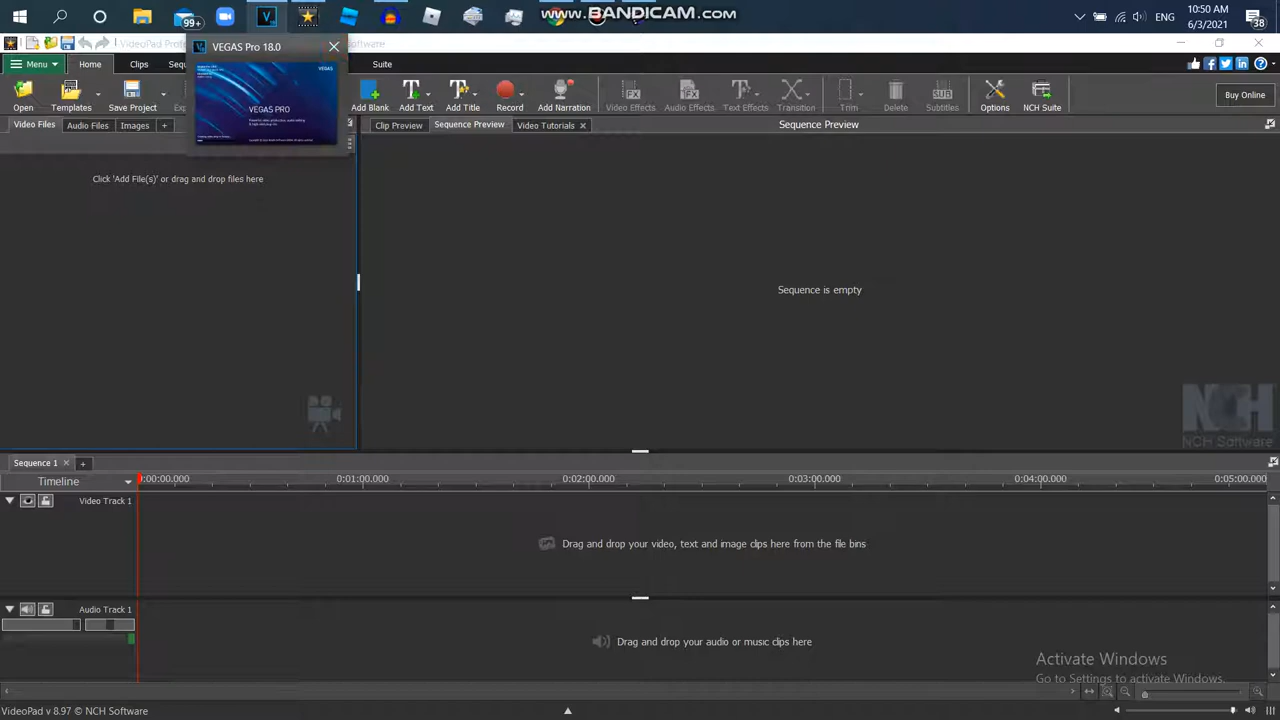 www.BANDICAM.com
99+
ENG
10:50 AM
6/3/2021
38
VEGAS Pro 18.0
VideoPad
Menu
Home
Clips
Suite
Open
Templates
Save Project
VEGAS
VEGAS PRO
Add Blank
Add Text
Add Title
Record
Add Narration
Video Effects
Audio Effects
Text Effects
Transition
Trim
Delete
Subtitles
Options
NCH Suite
Buy Online
Video Files
Audio Files
Images
+
Clip Preview
Sequence Preview
Video Tutorials
Sequence Preview
Click 'Add File(s)' or drag and drop files here
Sequence is empty
NCH
NCH Software
Sequence 1
+
Timeline
0:00:00.000
0:01:00.000
0:02:00.000
0:03:00.000
0:04:00.000
0:05:00.000
Video Track 1
Drag and drop your video, text and image clips here from the file bins
Audio Track 1
Drag and drop your audio or music clips here
Activate Windows
Go to Settings to activate Windows.
VideoPad v 8.97 © NCH Software